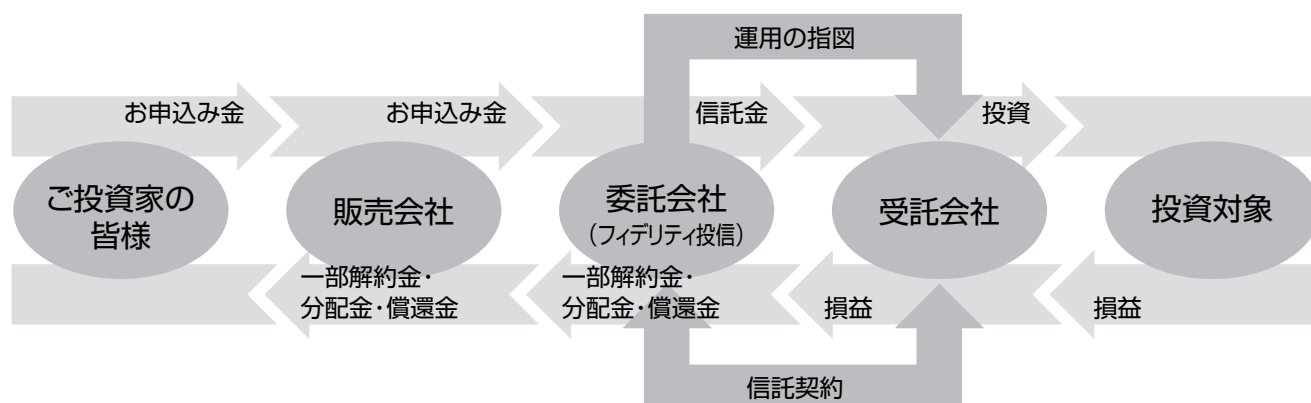 運用の指図
お申込み金
お申込み金
信託金
投資
ご投資家の
皆様
販売会社
委託会社
(フィデリティ投信)
受託会社
投資対象
一部解約金・
分配金・償還金
一部解約金・
分配金・償還金
損益
損益
信託契約